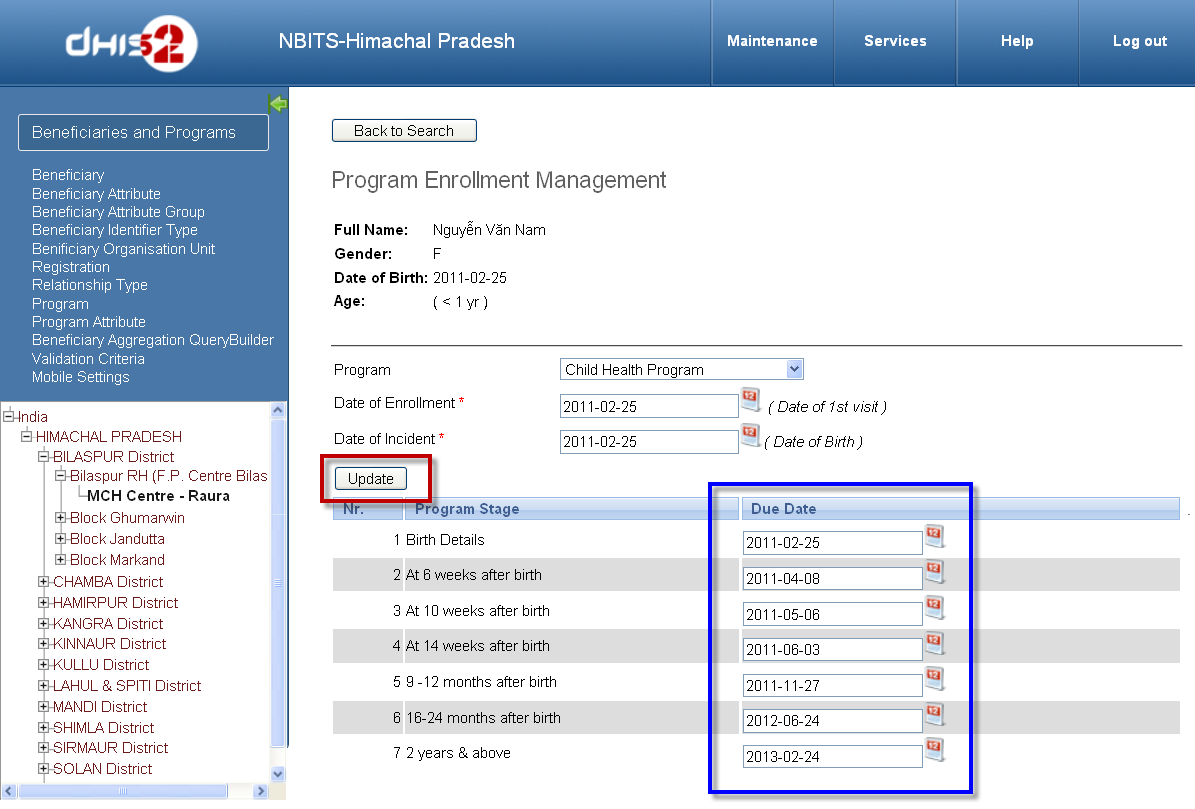 dHIS2
NBITS-Himachal Pradesh
Maintenance
Services
Help
Log out
Beneficiaries and Programs
Beneficiary
Beneficiary Attribute
Beneficiary Attribute Group
Beneficiary Identifier Type
Benificiary Organisation Unit
Registration
Relationship Type
Program
Program Attribute
Beneficiary Aggregation QueryBuilder
Validation Criteria
Mobile Settings
India
HIMACHAL PRADESH
BILASPUR District
Bilaspur RH (F.P. Centre Bilas
MCH Centre - Raura
Block Ghumarwin
Block Jandutta
Block Markand
CHAMBA District
HAMIRPUR District
KANGRA District
KINNAUR District
KULLU District
LAHUL & SPITI District
MANDI District
SHIMLA District
SIRMAUR District
SOLAN District
Back to Search
Program Enrollment Management
Full Name: Nguyễn Văn Nam
Gender: F
Date of Birth: 2011-02-25
Age: ( < 1 yr )
Program Child Health Program
Date of Enrollment * 2011-02-25 12 ( Date of 1st visit )
Date of Incident * 2011-02-25 12 ( Date of Birth )
Update
Nr. Program Stage Due Date
1 Birth Details 2011-02-25 12
2 At 6 weeks after birth 2011-04-08 12
3 At 10 weeks after birth 2011-05-06 12
4 At 14 weeks after birth 2011-06-03 12
5 9 -12 months after birth 2011-11-27 12
6 16-24 months after birth 2012-06-24 12
7 2 years & above 2013-02-24 12